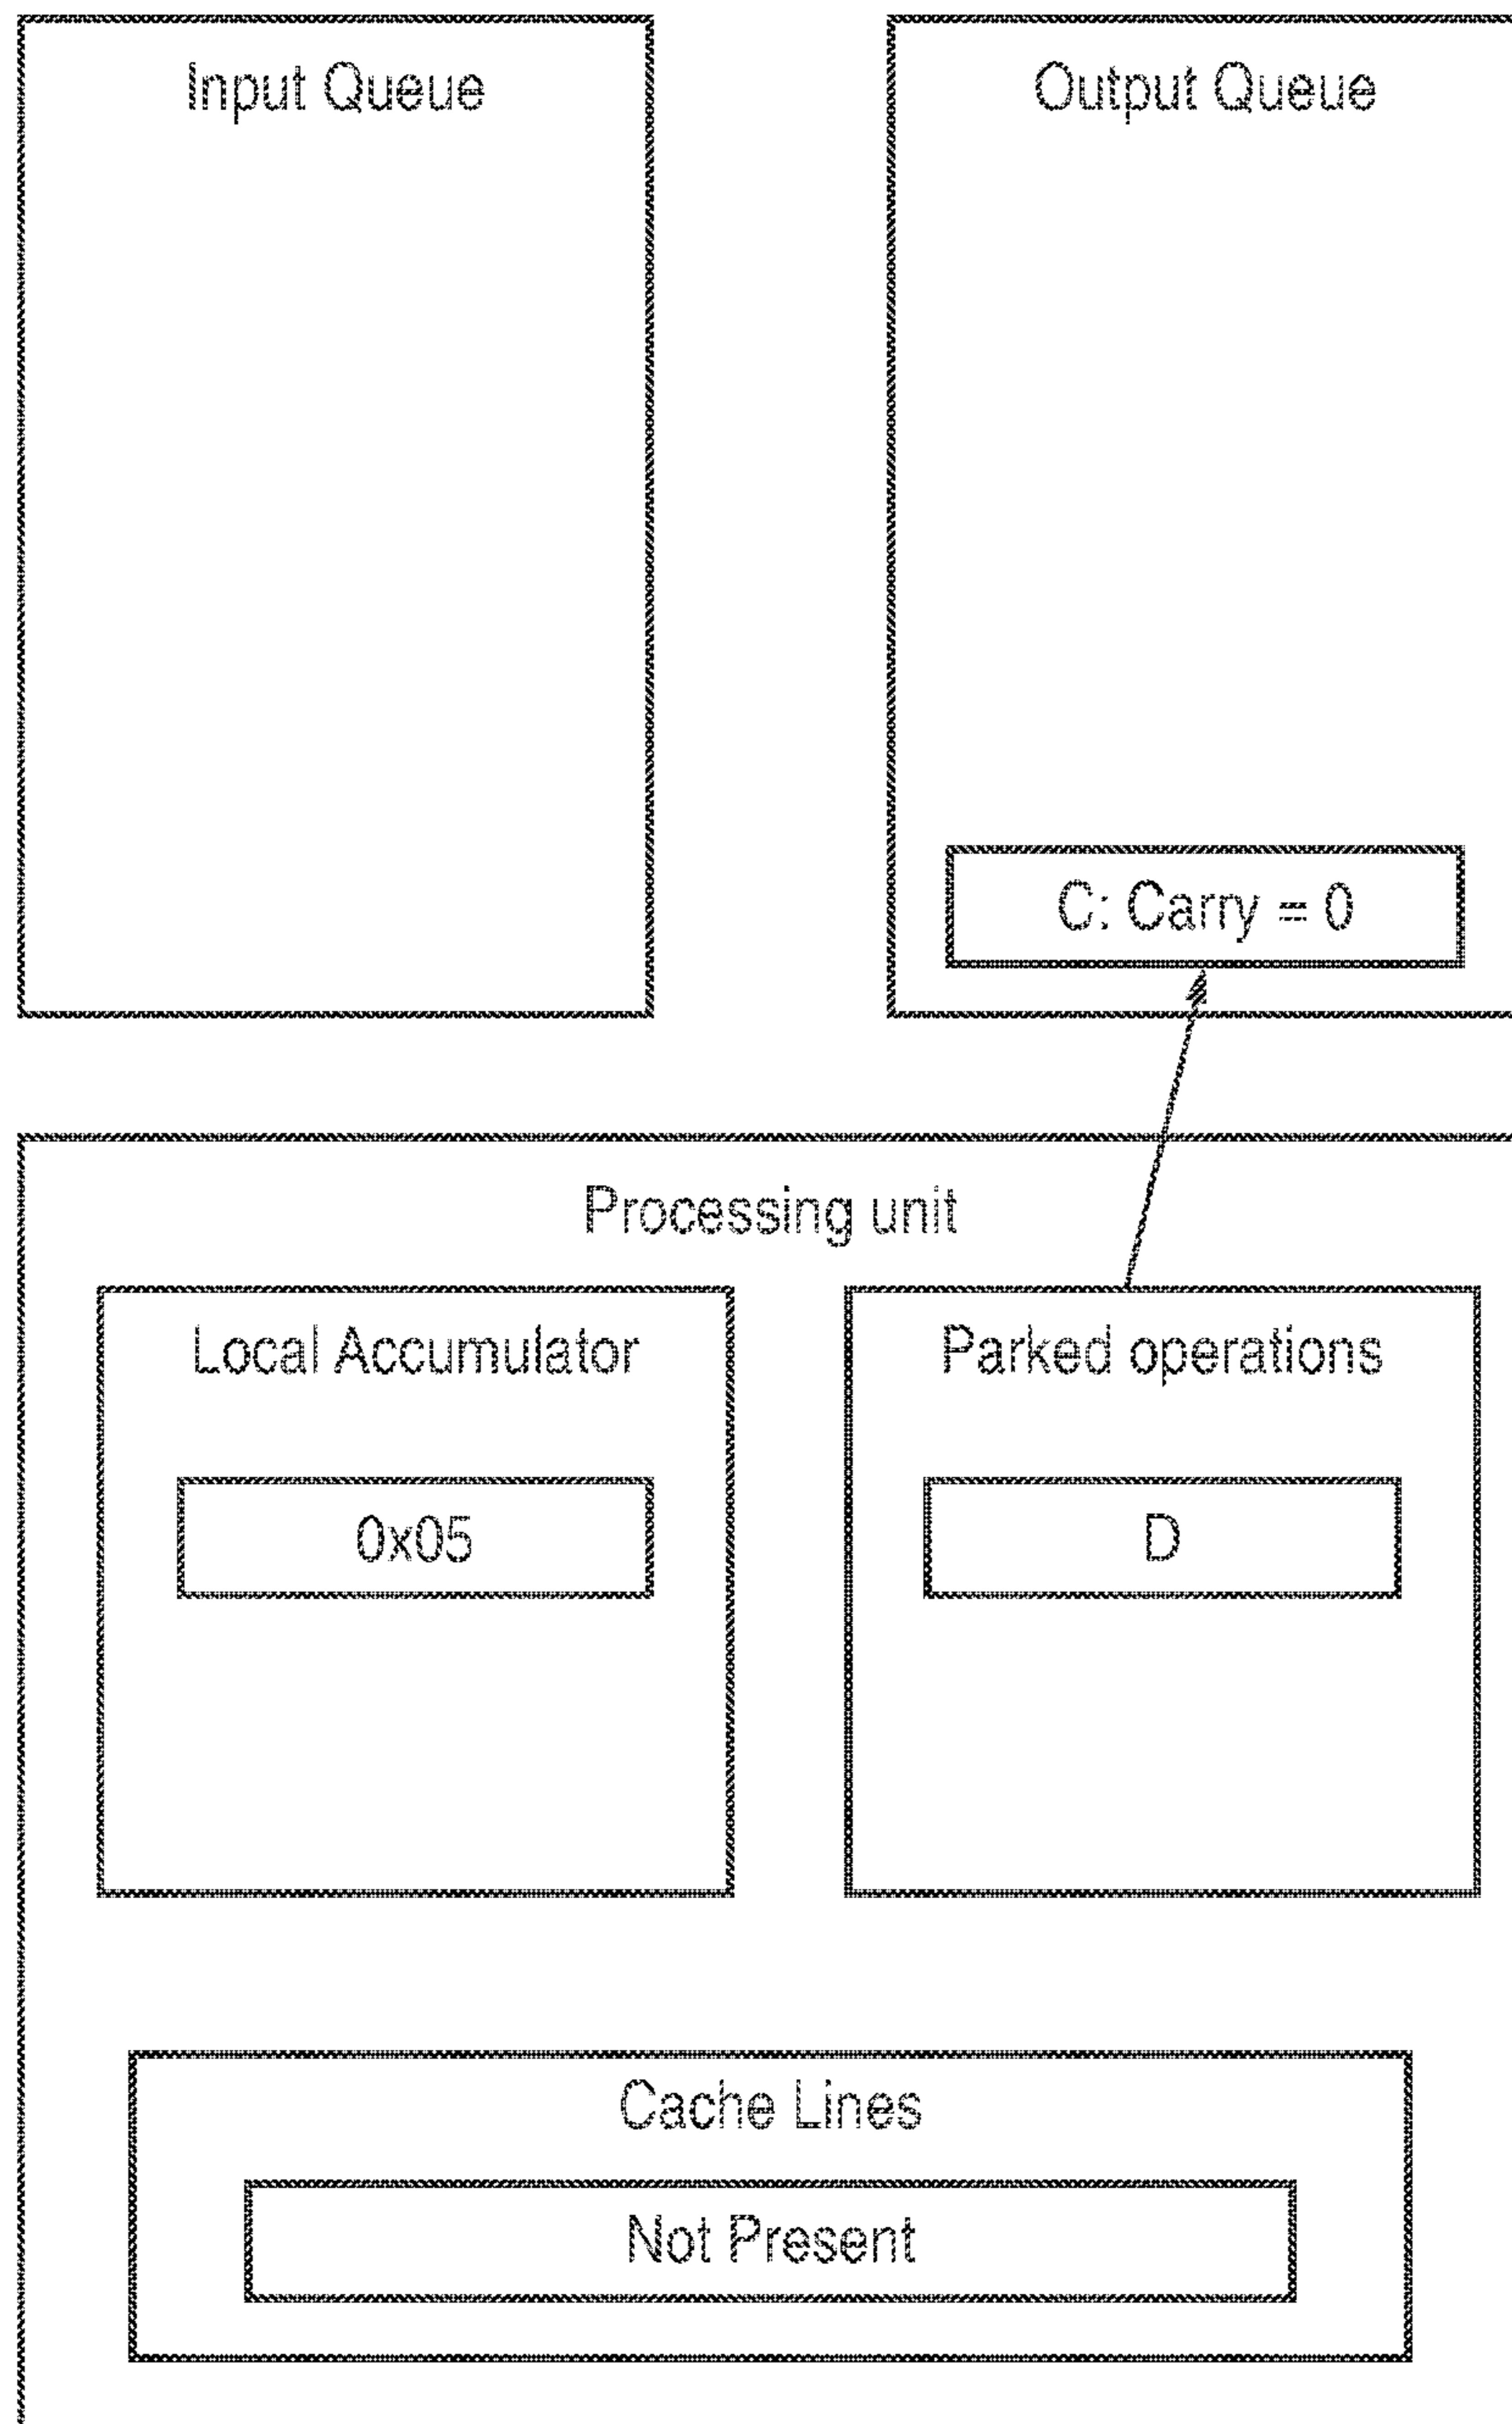 Input Queue
Output Queue
C: Carry = 0
Processing unit
Local Accumulator
Parked operations
0x05
D
Cache Lines
Not Present